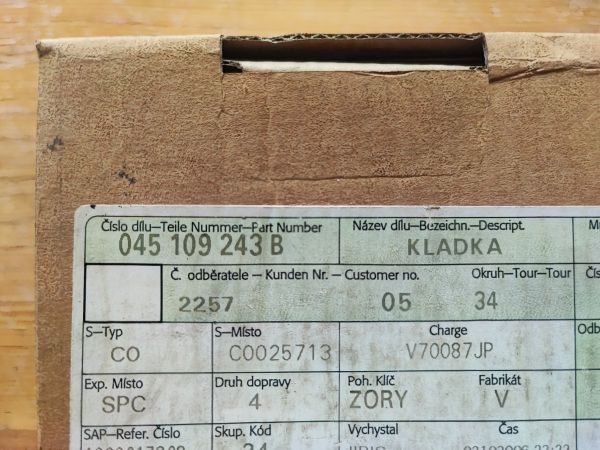 Číslo dílu—Teile Nummer—Part Number
045 109 243 B
Název dílu—Bezeichn.—Descript.
KLADKA
Č. odběratele — Kunden Nr. — Customer no.
Okruh—Tour—Tour
2257 05 34
S—Typ
CO
S—Místo
C0025713
Charge
V70087JP
Exp. Místo
SPC
Druh dopravy
4
Poh. Klíč
ZORY
Fabrikát
V
SAP—Refer. Číslo
Skup. Kód
Vychystal
Čas